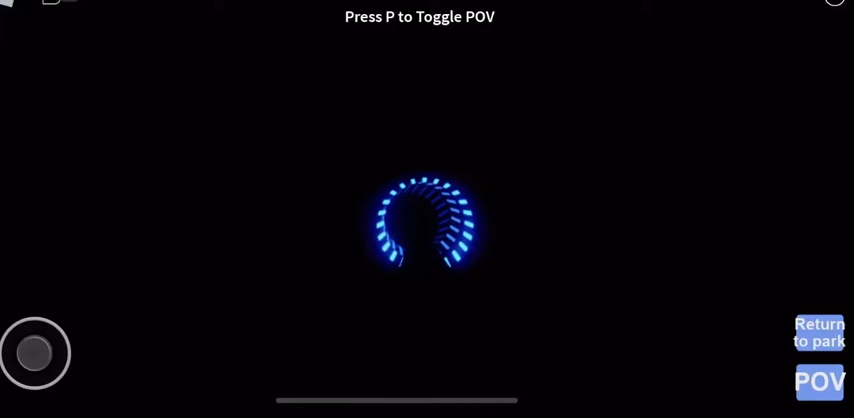 Press P to Toggle POV
Return
to park
POV